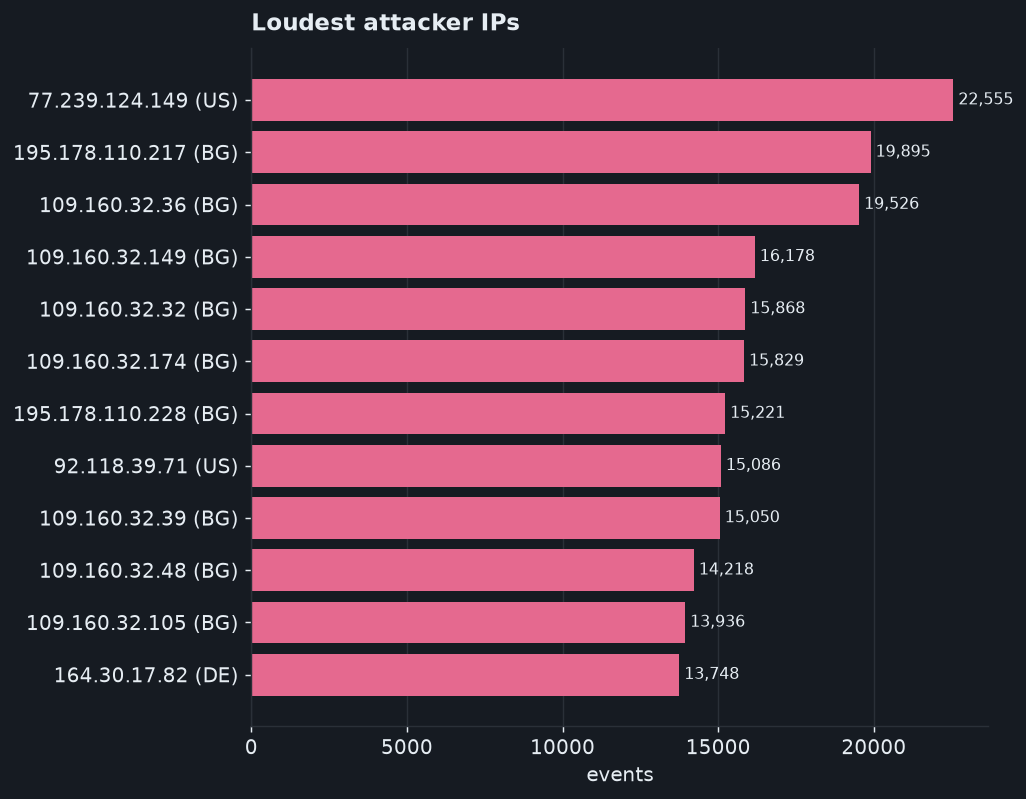 Loudest attacker IPs
77.239.124.149 (US) 22,555
195.178.110.217 (BG) 19,895
109.160.32.36 (BG) 19,526
109.160.32.149 (BG) 16,178
109.160.32.32 (BG) 15,868
109.160.32.174 (BG) 15,829
195.178.110.228 (BG) 15,221
92.118.39.71 (US) 15,086
109.160.32.39 (BG) 15,050
109.160.32.48 (BG) 14,218
109.160.32.105 (BG) 13,936
164.30.17.82 (DE) 13,748
0 5000 10000 15000 20000
events